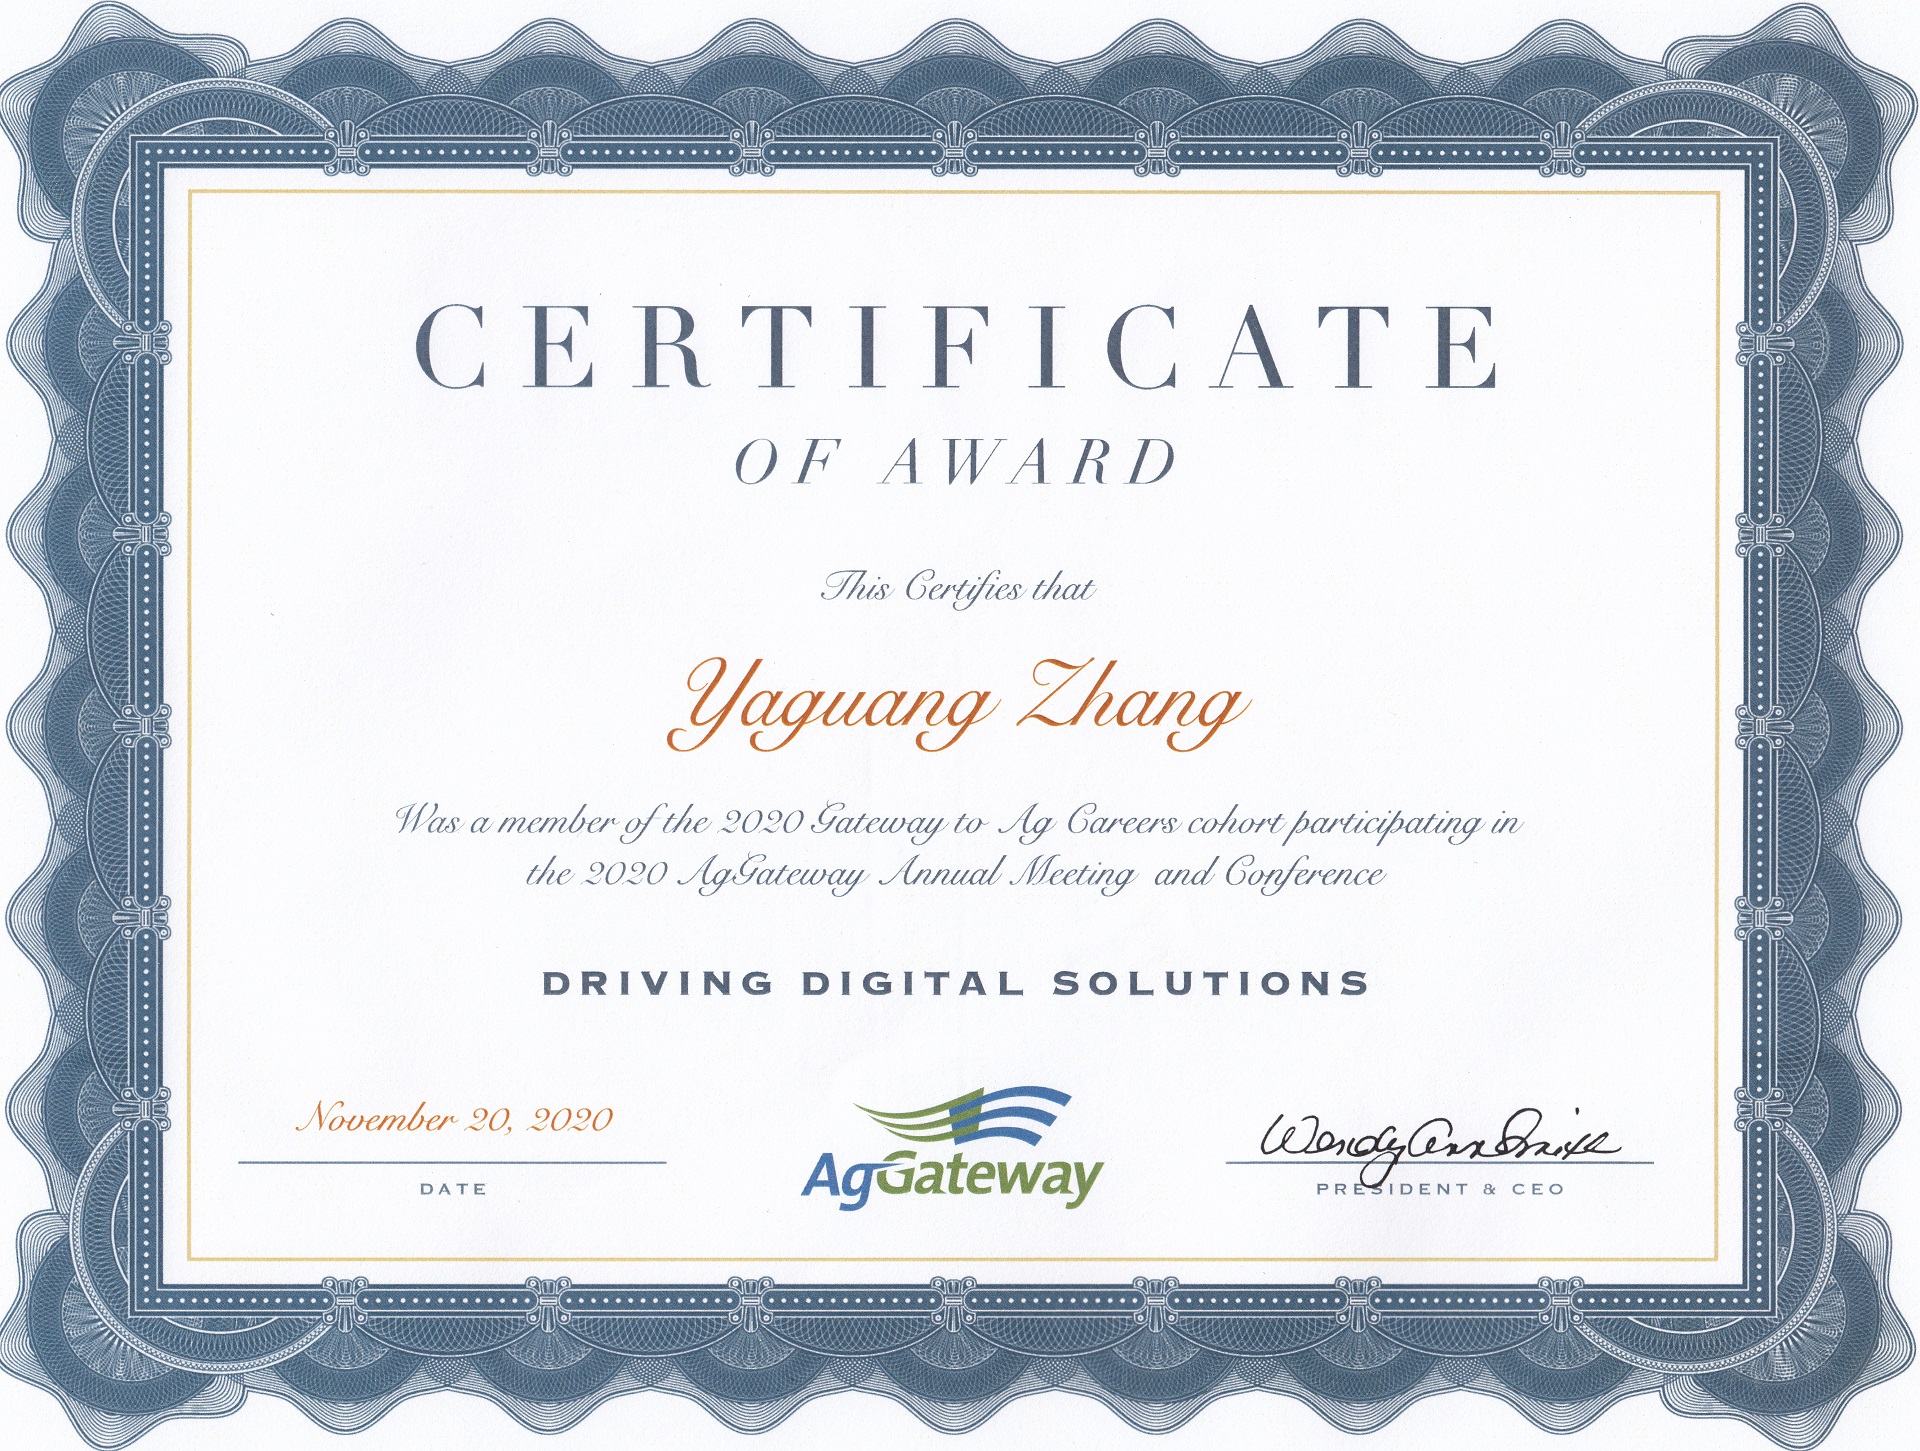 CERTIFICATE
OF AWARD
This Certifies that
Yaguang Zhang
Was a member of the 2020 Gateway to Ag Careers cohort participating in
the 2020 AgGateway Annual Meeting and Conference
DRIVING DIGITAL SOLUTIONS
November 20, 2020
DATE
AgGateway
Wendy Ann Smith
PRESIDENT & CEO